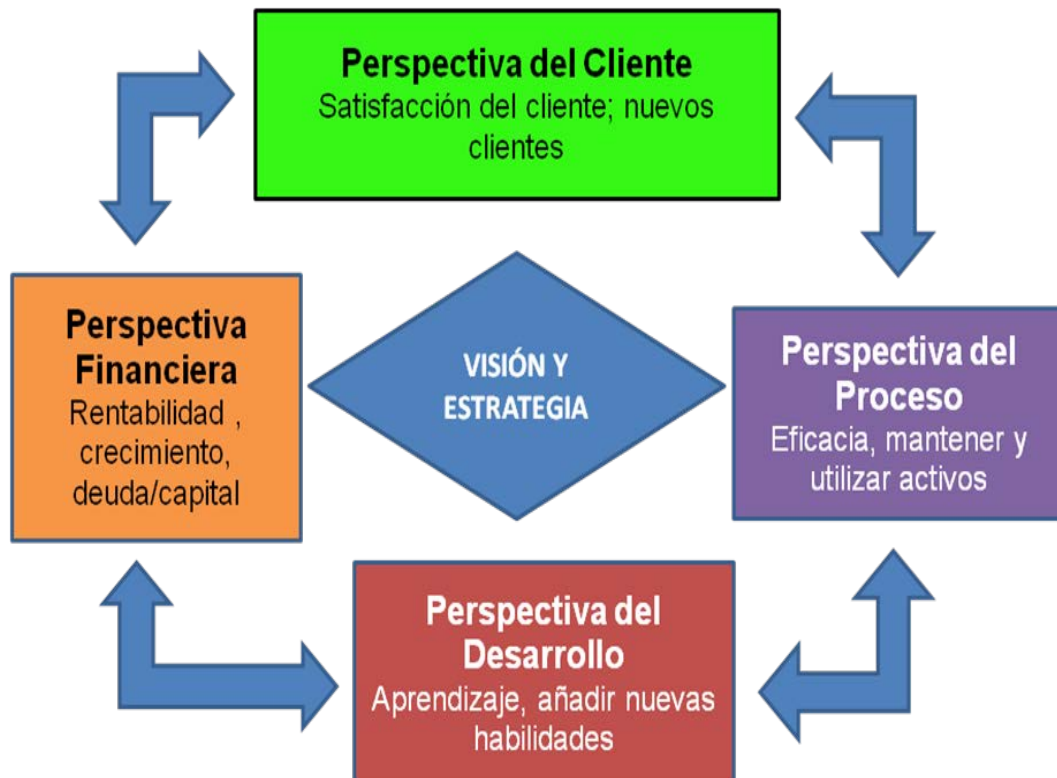 Perspectiva del Cliente
Satisfacción del cliente; nuevos
clientes
Perspectiva
Financiera
Rentabilidad ,
crecimiento,
deuda/capital
VISIÓN Y
ESTRATEGIA
Perspectiva del
Proceso
Eficacia, mantener y
utilizar activos
Perspectiva del
Desarrollo
Aprendizaje, añadir nuevas
habilidades